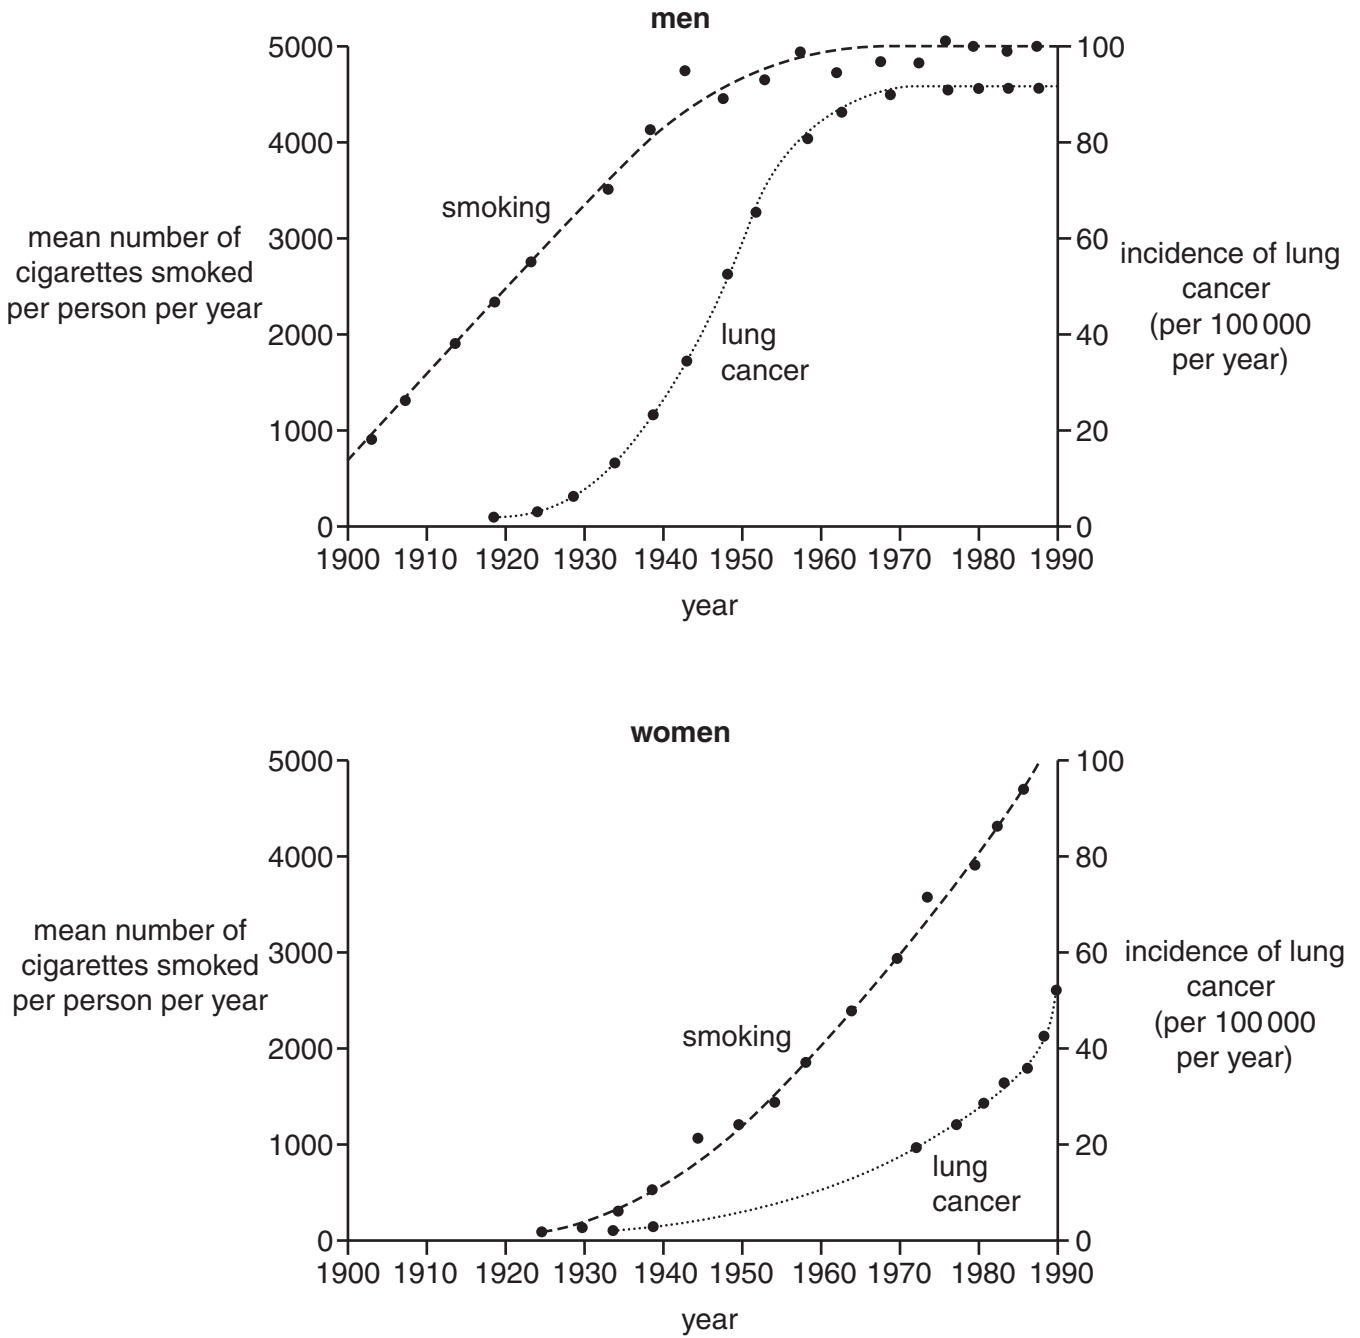 men
5000
4000
3000
2000
1000
0
100
80
60
40
20
0
smoking
lung
cancer
mean number of
cigarettes smoked
per person per year
incidence of lung
cancer
(per 100 000
per year)
1900 1910 1920 1930 1940 1950 1960 1970 1980 1990
year
women
5000
4000
3000
2000
1000
0
100
80
60
40
20
0
smoking
lung
cancer
mean number of
cigarettes smoked
per person per year
incidence of lung
cancer
(per 100 000
per year)
1900 1910 1920 1930 1940 1950 1960 1970 1980 1990
year